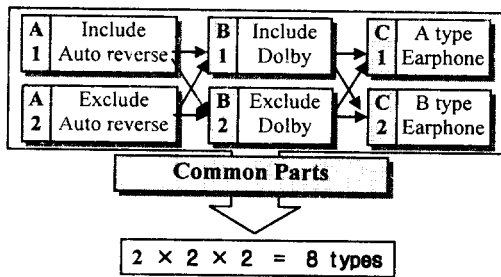 A 1 Include Auto reverse
B 1 Include Dolby
C 1 A type Earphone
A 2 Exclude Auto reverse
B 2 Exclude Dolby
C 2 B type Earphone
Common Parts
2 × 2 × 2 = 8 types